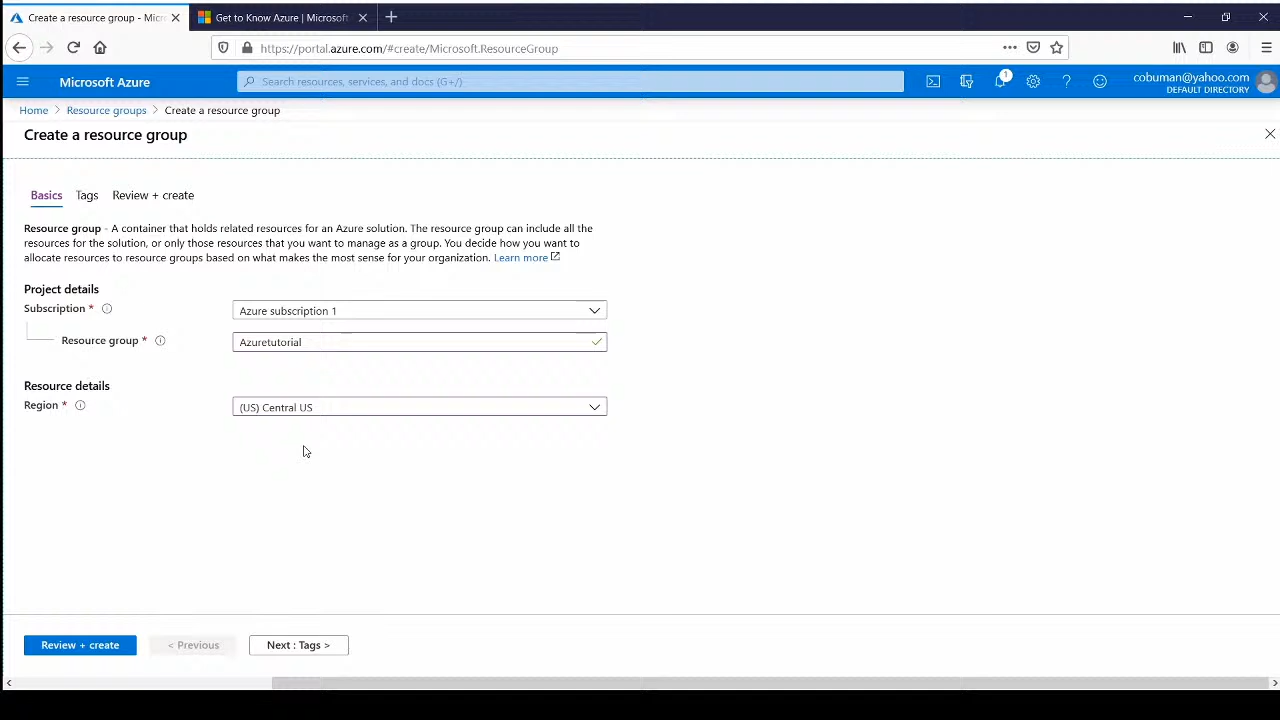 Create a resource group - Micr
Get to Know Azure | Microsoft
https://portal.azure.com/#create/Microsoft.ResourceGroup
Microsoft Azure
Search resources, services, and docs (G+/)
1
cobuman@yahoo.com
DEFAULT DIRECTORY
Home > Resource groups > Create a resource group
Create a resource group
Basics Tags Review + create
Resource group - A container that holds related resources for an Azure solution. The resource group can include all the
resources for the solution, or only those resources that you want to manage as a group. You decide how you want to
allocate resources to resource groups based on what makes the most sense for your organization. Learn more
Project details
Subscription * Azure subscription 1
Resource group * Azuretutorial
Resource details
Region * (US) Central US
Review + create < Previous Next : Tags >